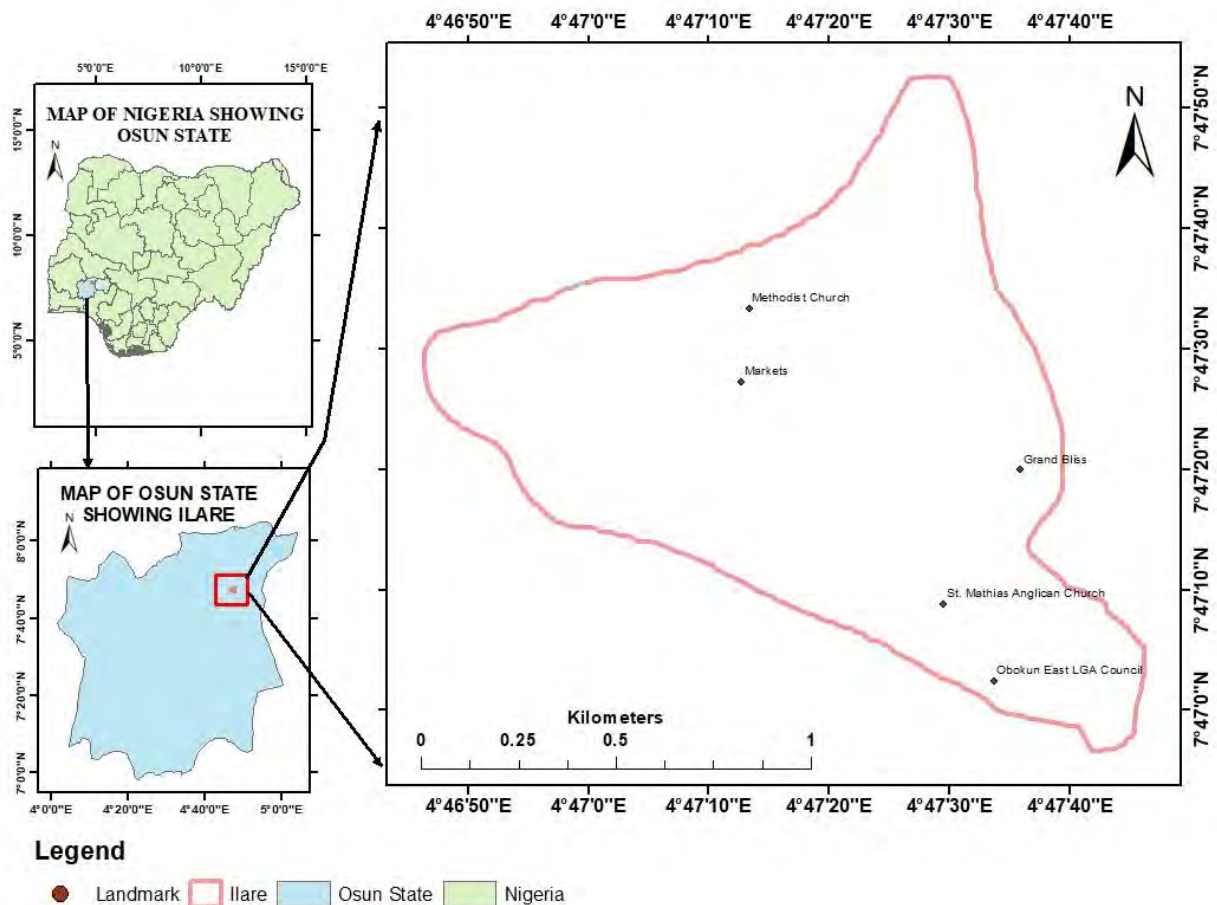 5°0'0"E 10°0'0"E 15°0'0"E
MAP OF NIGERIA SHOWING
OSUN STATE
N
15°0'0"N
10°0'0"N
5°0'0"N
MAP OF OSUN STATE
SHOWING ILARE
N
8°0'0"N
7°40'0"N
7°20'0"N
7°0'0"N
4°0'0"E 4°20'0"E 4°40'0"E 5°0'0"E
4°46'50"E 4°47'0"E 4°47'10"E 4°47'20"E 4°47'30"E 4°47'40"E
N
7°47'50"N
7°47'40"N
7°47'30"N
7°47'20"N
7°47'10"N
7°47'0"N
Methodist Church
Markets
Grand Bliss
St. Mathias Anglican Church
Obokun East LGA Council
Kilometers
0 0.25 0.5 1
4°46'50"E 4°47'0"E 4°47'10"E 4°47'20"E 4°47'30"E 4°47'40"E
Legend
Landmark Ilare Osun State Nigeria